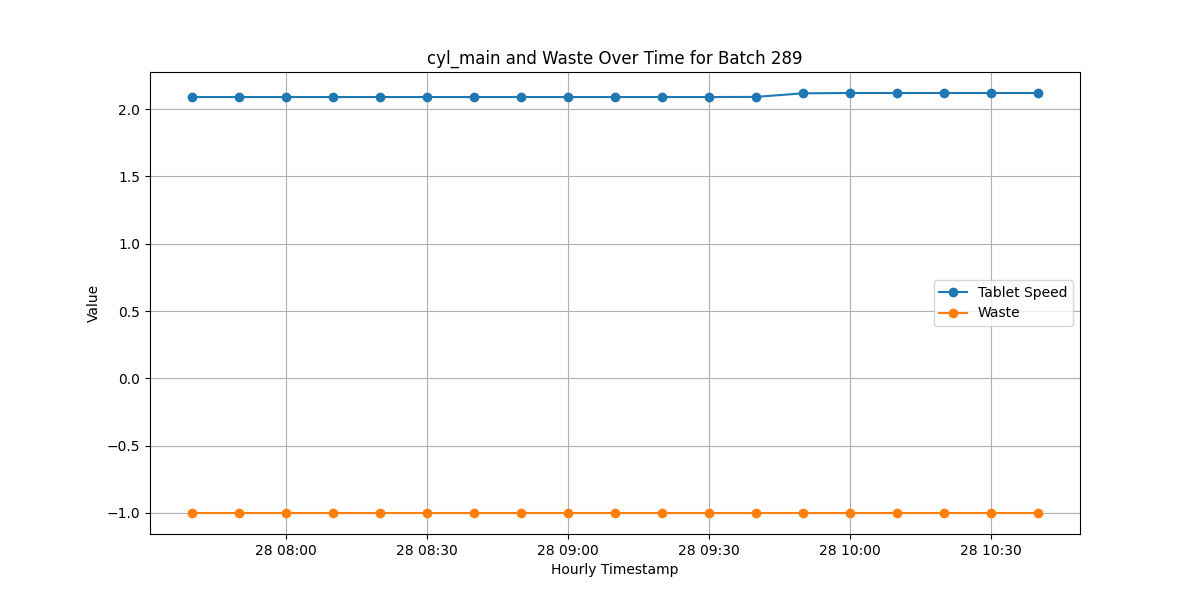 cyl_main and Waste Over Time for Batch 289
2.0
1.5
1.0
0.5
0.0
−0.5
−1.0
Value
Tablet Speed
Waste
28 08:00
28 08:30
28 09:00
28 09:30
28 10:00
28 10:30
Hourly Timestamp